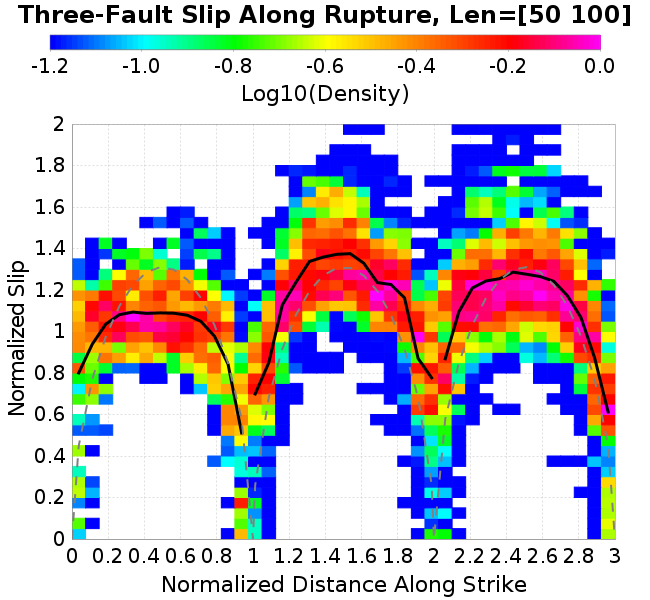 Three-Fault Slip Along Rupture, Len=[50 100]
-1.2 -1.0 -0.8 -0.6 -0.4 -0.2 0.0
Log10(Density)
2
1.8
1.6
1.4
1.2
1
0.8
0.6
0.4
0.2
0
Normalized Slip
0 0.2 0.4 0.6 0.8 1 1.2 1.4 1.6 1.8 2 2.2 2.4 2.6 2.8 3
Normalized Distance Along Strike